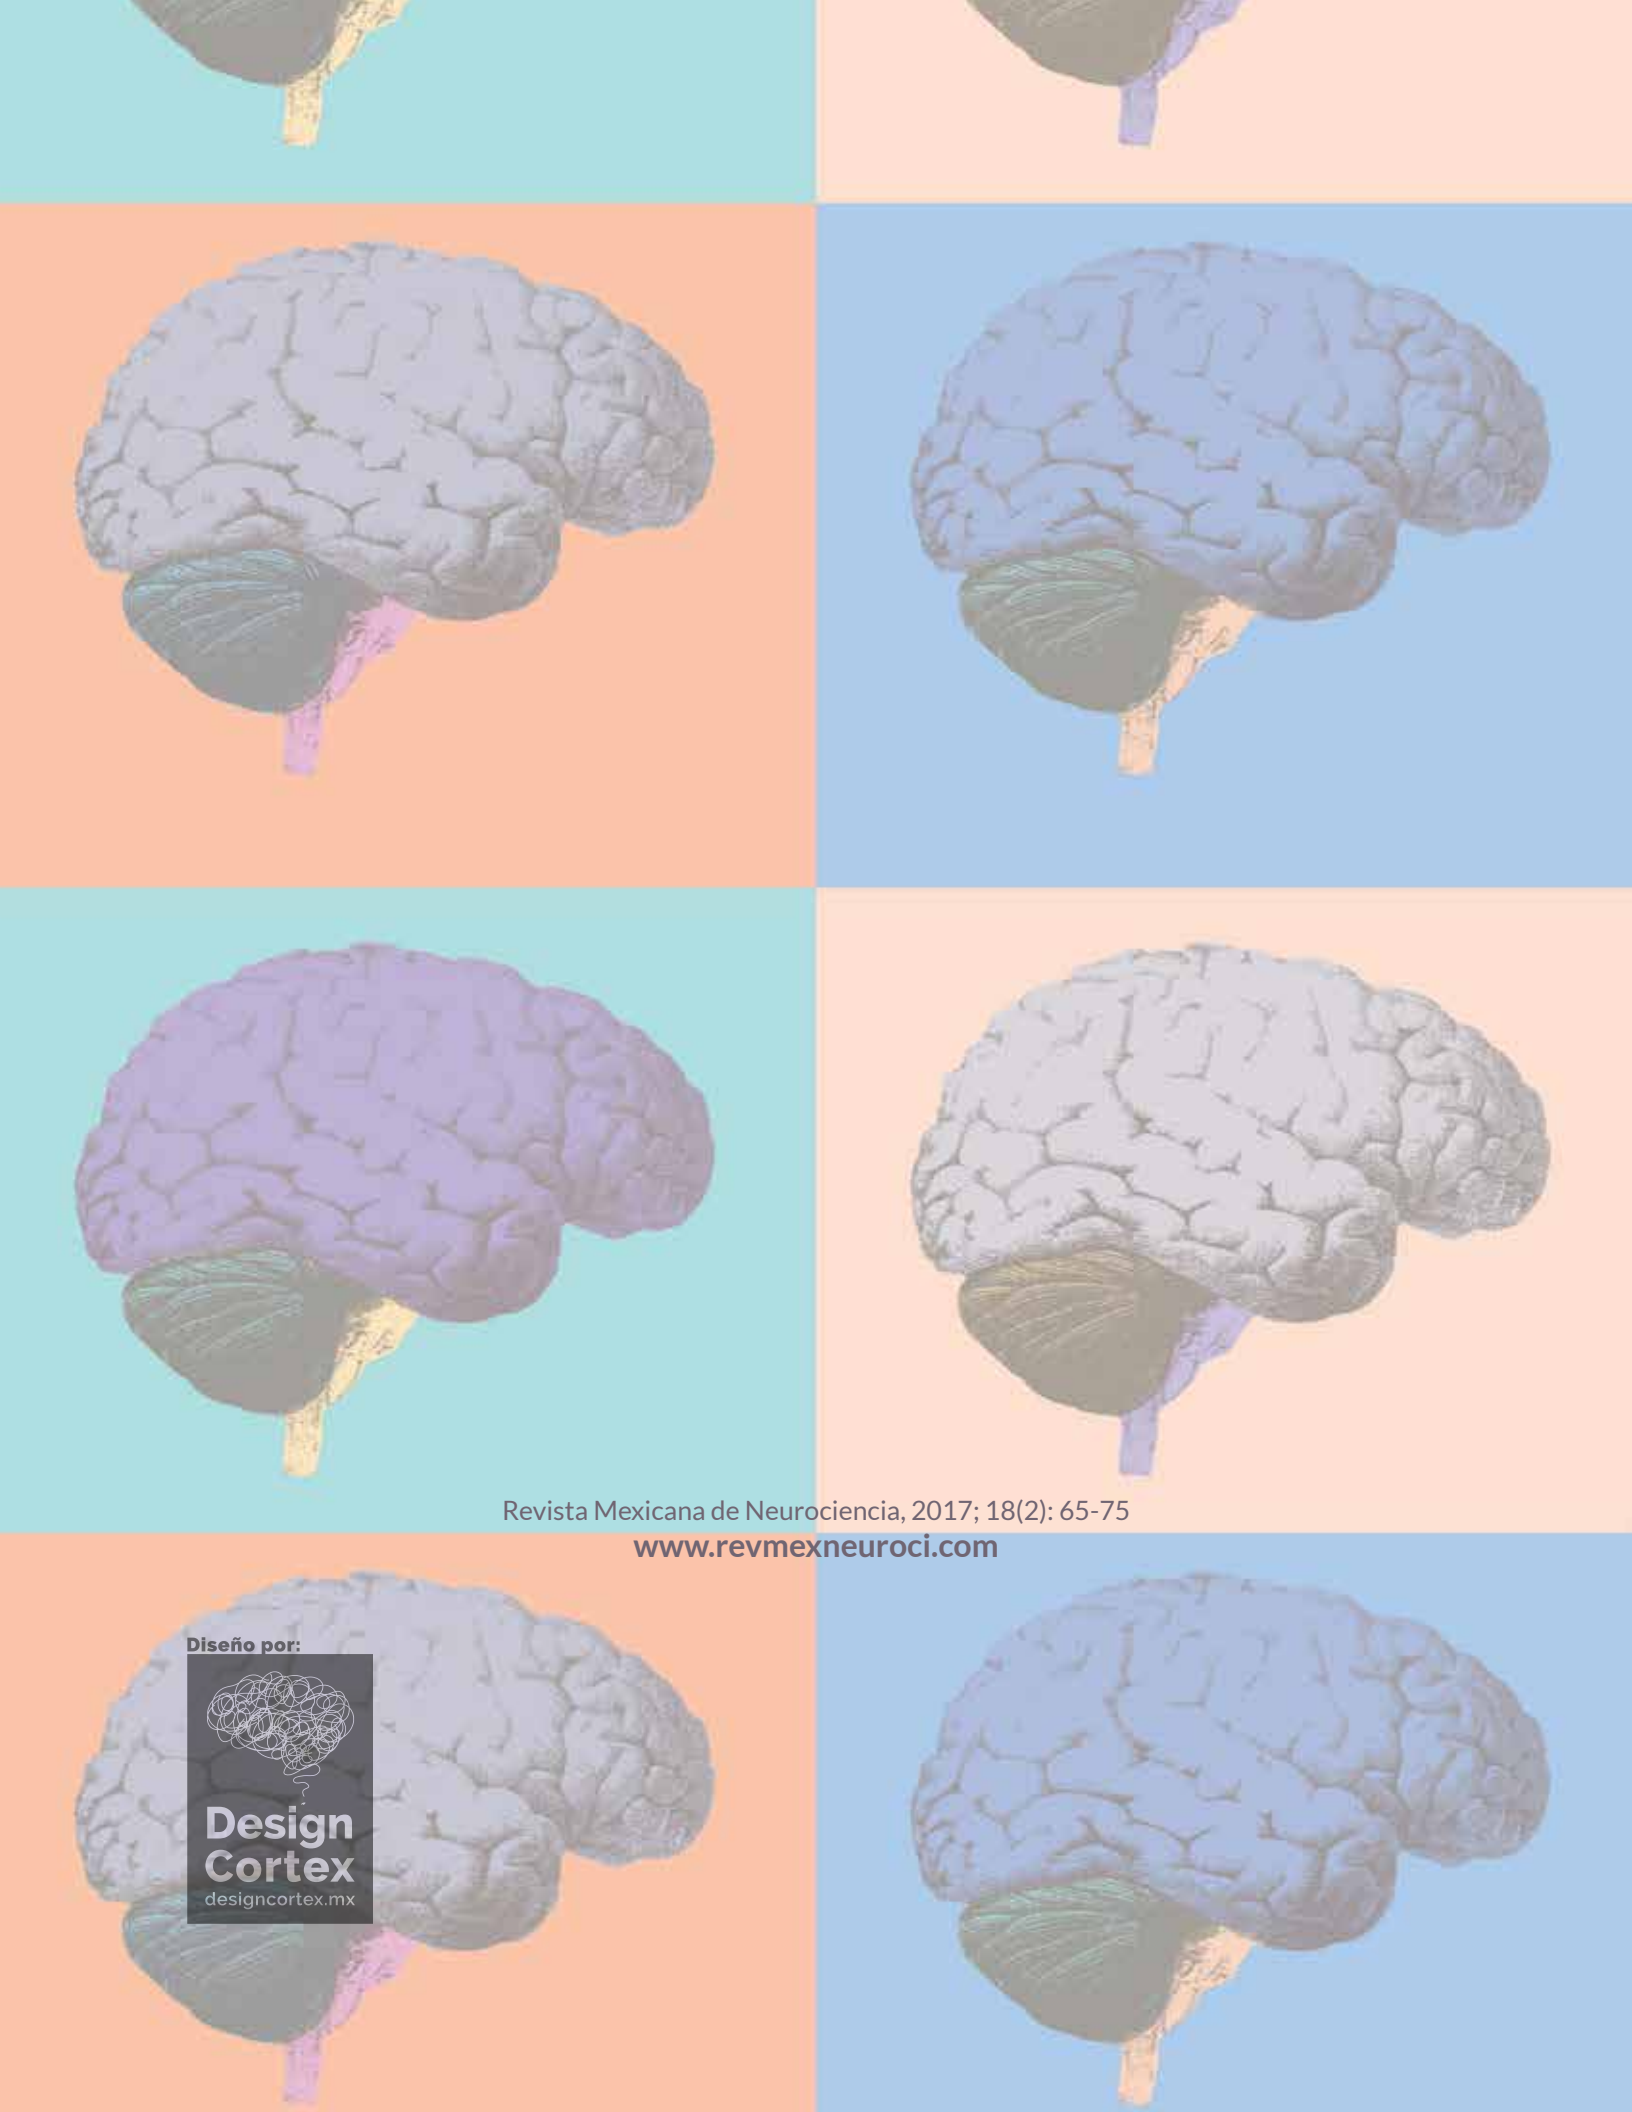 Revista Mexicana de Neurociencia, 2017; 18(2): 65-75
www.revmexneuroci.com
Diseño por:
Design
Cortex
designcortex.mx